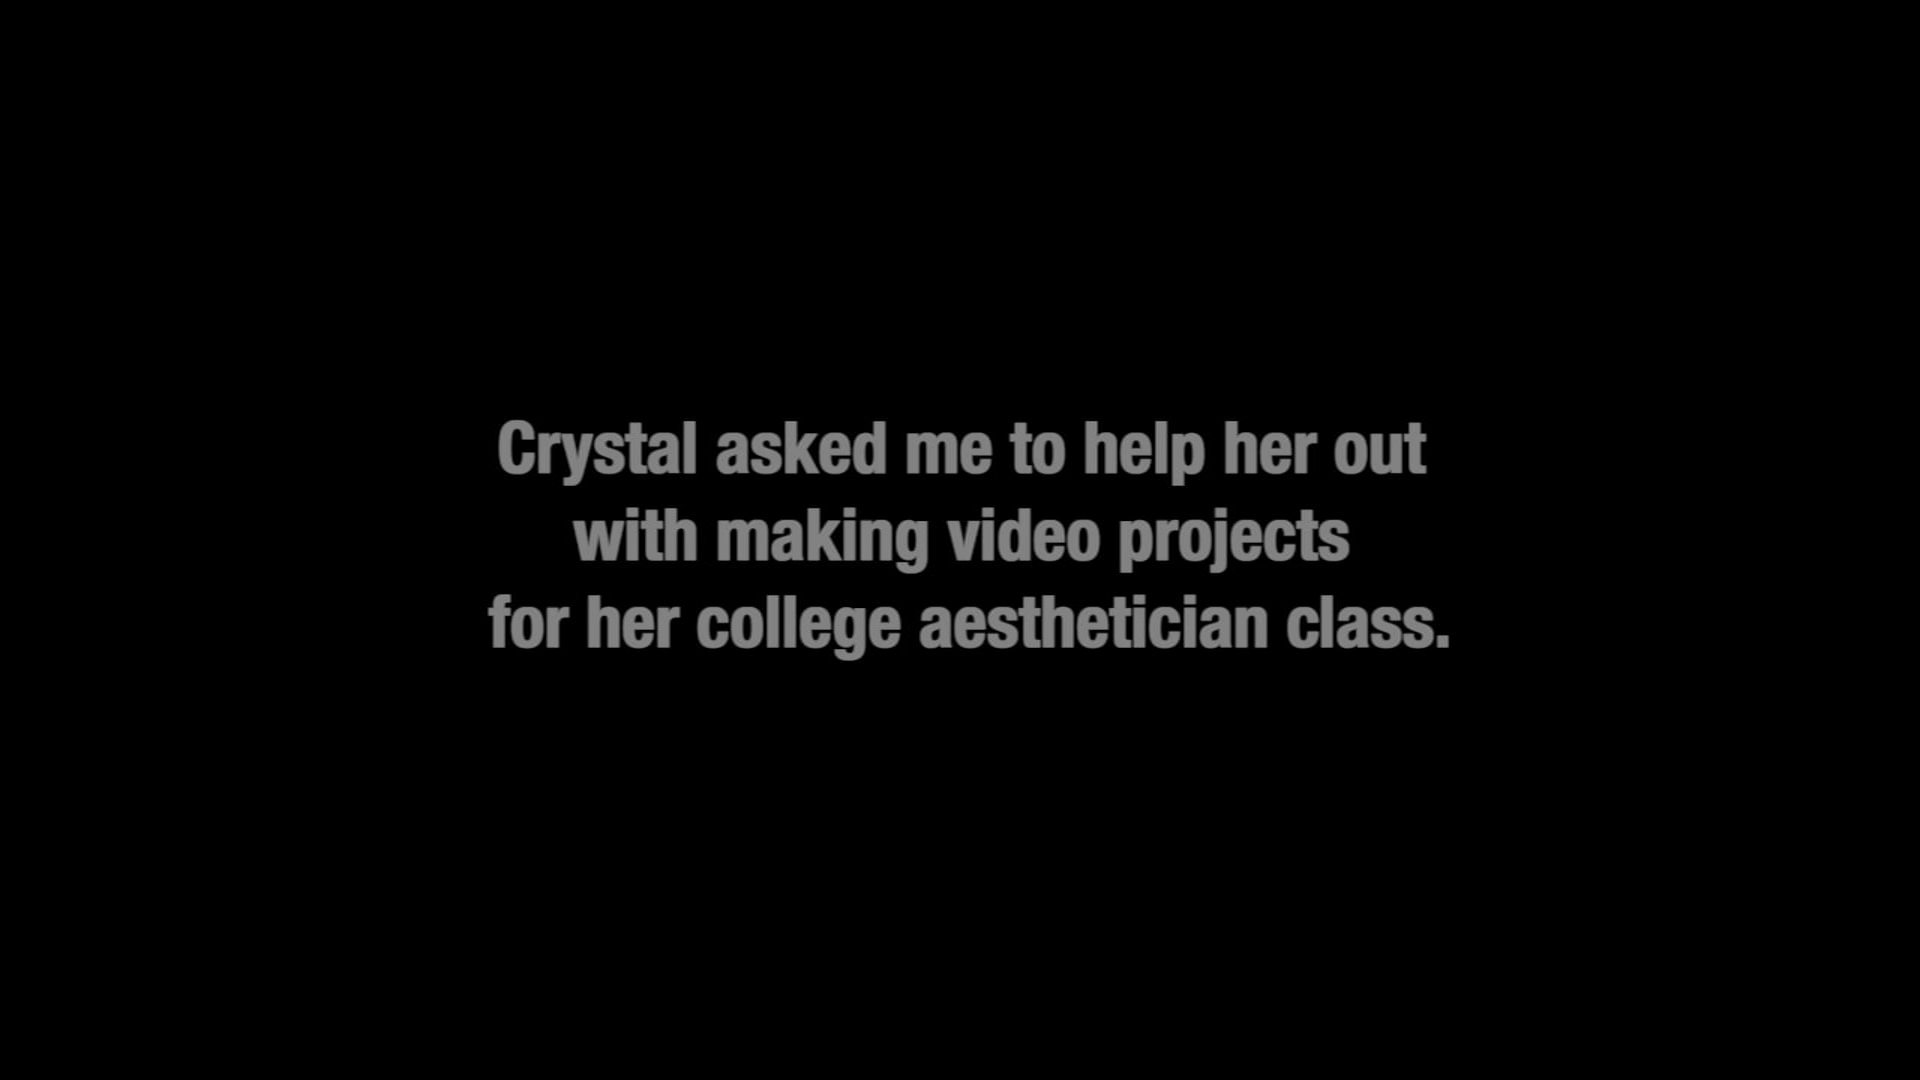 Crystal asked me to help her out
with making video projects
for her college aesthetician class.